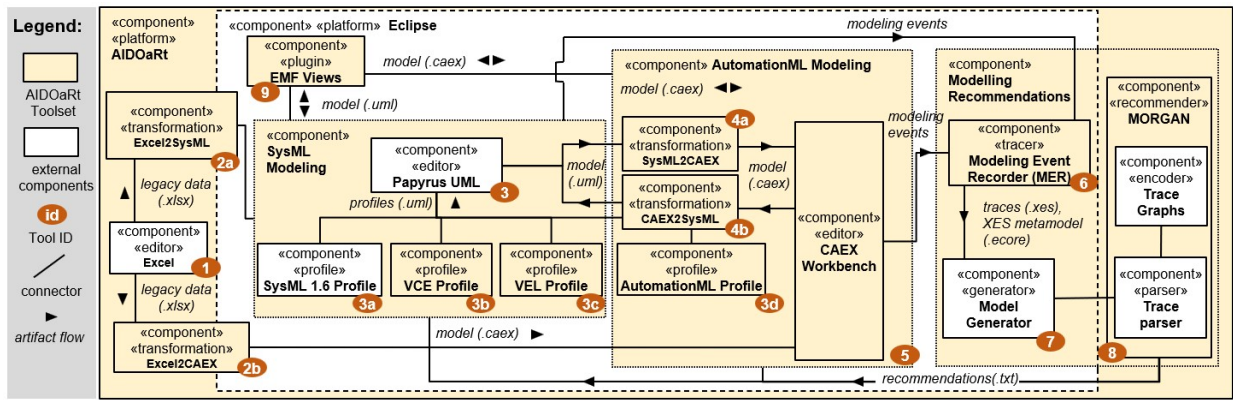 Legend:
AIDOaRt
Toolset
external
components
id
Tool ID
connector
artifact flow
«component»
«platform»
AIDOaRt
«component»
«transformation»
Excel2SysML
2a
legacy data
(.xlsx)
«component»
«editor»
Excel
1
legacy data
(.xlsx)
«component»
«transformation»
Excel2CAEX
2b
«component» «platform» Eclipse
«component»
«plugin»
EMF Views
9
model (.caex)
model (.uml)
modeling events
«component»
SysML
Modeling
«component»
«editor»
Papyrus UML
3
profiles (.uml)
«component»
«profile»
SysML 1.6 Profile
3a
«component»
«profile»
VCE Profile
3b
«component»
«profile»
VEL Profile
3c
model
(.uml)
model (.caex)
«component» AutomationML Modeling
model (.caex)
4a
«component»
«transformation»
SysML2CAEX
«component»
«transformation»
CAEX2SysML
4b
model
(.caex)
«component»
«profile»
AutomationML Profile
3d
«component»
«editor»
CAEX
Workbench
5
modeling
events
«component»
Modelling
Recommendations
«component»
«tracer»
Modeling Event
Recorder (MER)
6
traces (.xes),
XES metamodel
(.ecore)
«component»
«generator»
Model
Generator
7
«component»
«recommender»
MORGAN
«component»
«encoder»
Trace
Graphs
«component»
«parser»
Trace
parser
8
recommendations(.txt)